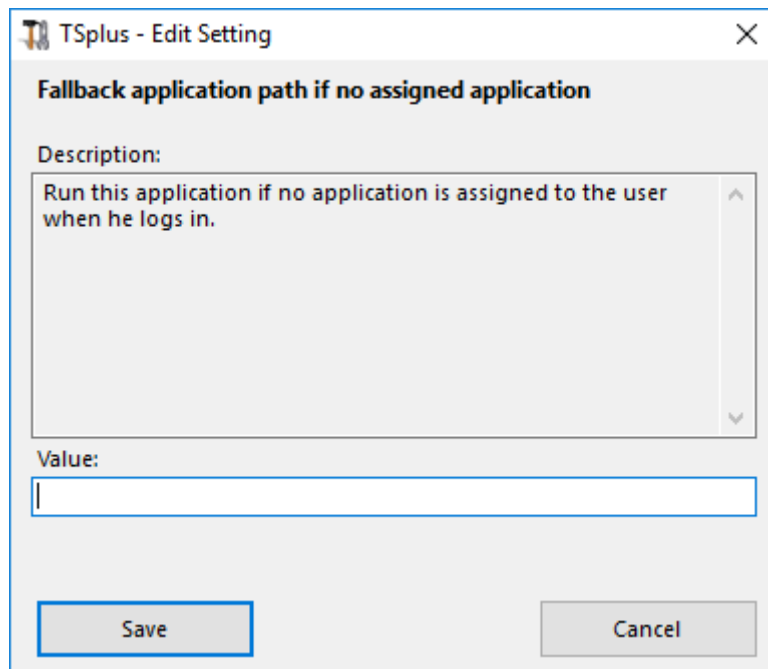 TSplus - Edit Setting
Fallback application path if no assigned application
Description:
Run this application if no application is assigned to the user
when he logs in.
Value:
Save
Cancel